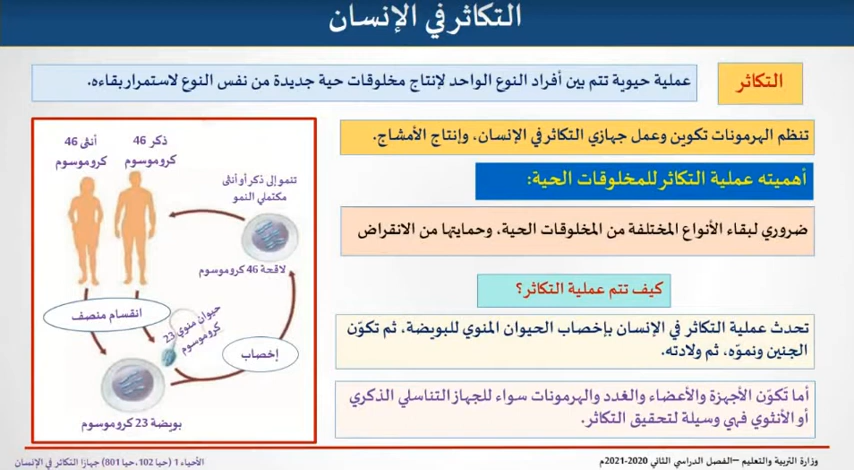 التكاثر في الإنسان
التكاثر
عملية حيوية تتم بين أفراد النوع الواحد لإنتاج مخلوقات حية جديدة من نفس النوع لاستمرار بقاءه.
تنظم الهرمونات تكوين وعمل جهازي التكاثر في الإنسان، وإنتاج الأمشاج.
أهميته عملية التكاثر للمخلوقات الحية:
ضروري لبقاء الأنواع المختلفة من المخلوقات الحية، وحمايتها من الانقراض
كيف تتم عملية التكاثر؟
تحدث عملية التكاثر في الإنسان بإخصاب الحيوان المنوي للبويضة، ثم تكوّن
الجنين ونموّه، ثم ولادته.
أما تَكوّن الأجهزة والأعضاء والغدد والهرمونات سواء للجهاز التناسلي الذكري
أو الأنثوي فهي وسيلة لتحقيق التكاثر.
ذكر 46
كروموسوم
أنثى 46
كروموسوم
تنمو إلى ذكر أو أنثى
مكتملي النمو
لاقحة 46 كروموسوم
انقسام منصف
حيوان منوي 23
كروموسوم
إخصاب
بويضة 23 كروموسوم
وزارة التربية والتعليم –الفصل الدراسي الثاني 2020-2021م
الأحياء 1 (حيا 102، حيا 801) جهازا التكاثر في الإنسان